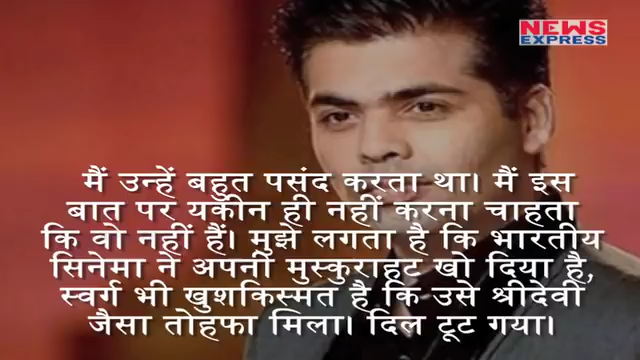 NEWS
EXPRESS
मैं उन्हें बहुत पसंद करता था। मैं इस
बात पर यकीन ही नहीं करना चाहता
कि वो नहीं हैं। मुझे लगता है कि भारतीय
सिनेमा ने अपनी मुस्कुराहट खो दिया है,
स्वर्ग भी खुशकिस्मत है कि उसे श्रीदेवी
जैसा तोहफा मिला। दिल टूट गया।